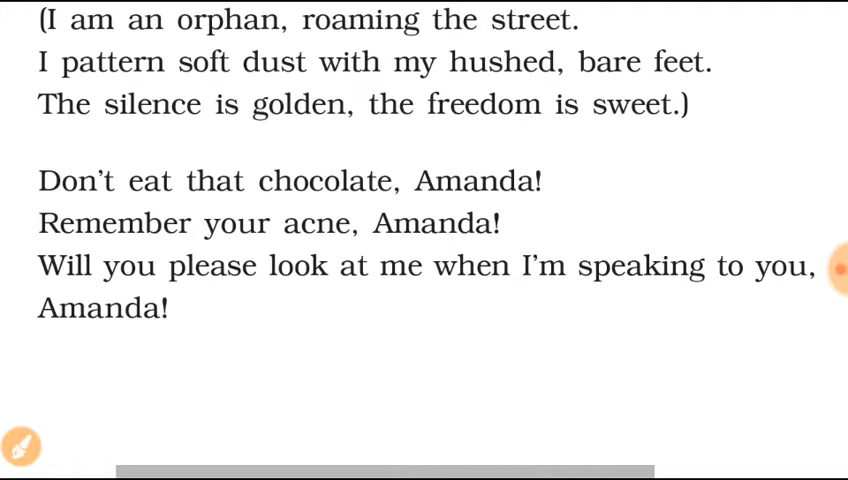 (I am an orphan, roaming the street.
I pattern soft dust with my hushed, bare feet.
The silence is golden, the freedom is sweet.)
Don't eat that chocolate, Amanda!
Remember your acne, Amanda!
Will you please look at me when I'm speaking to you,
Amanda!